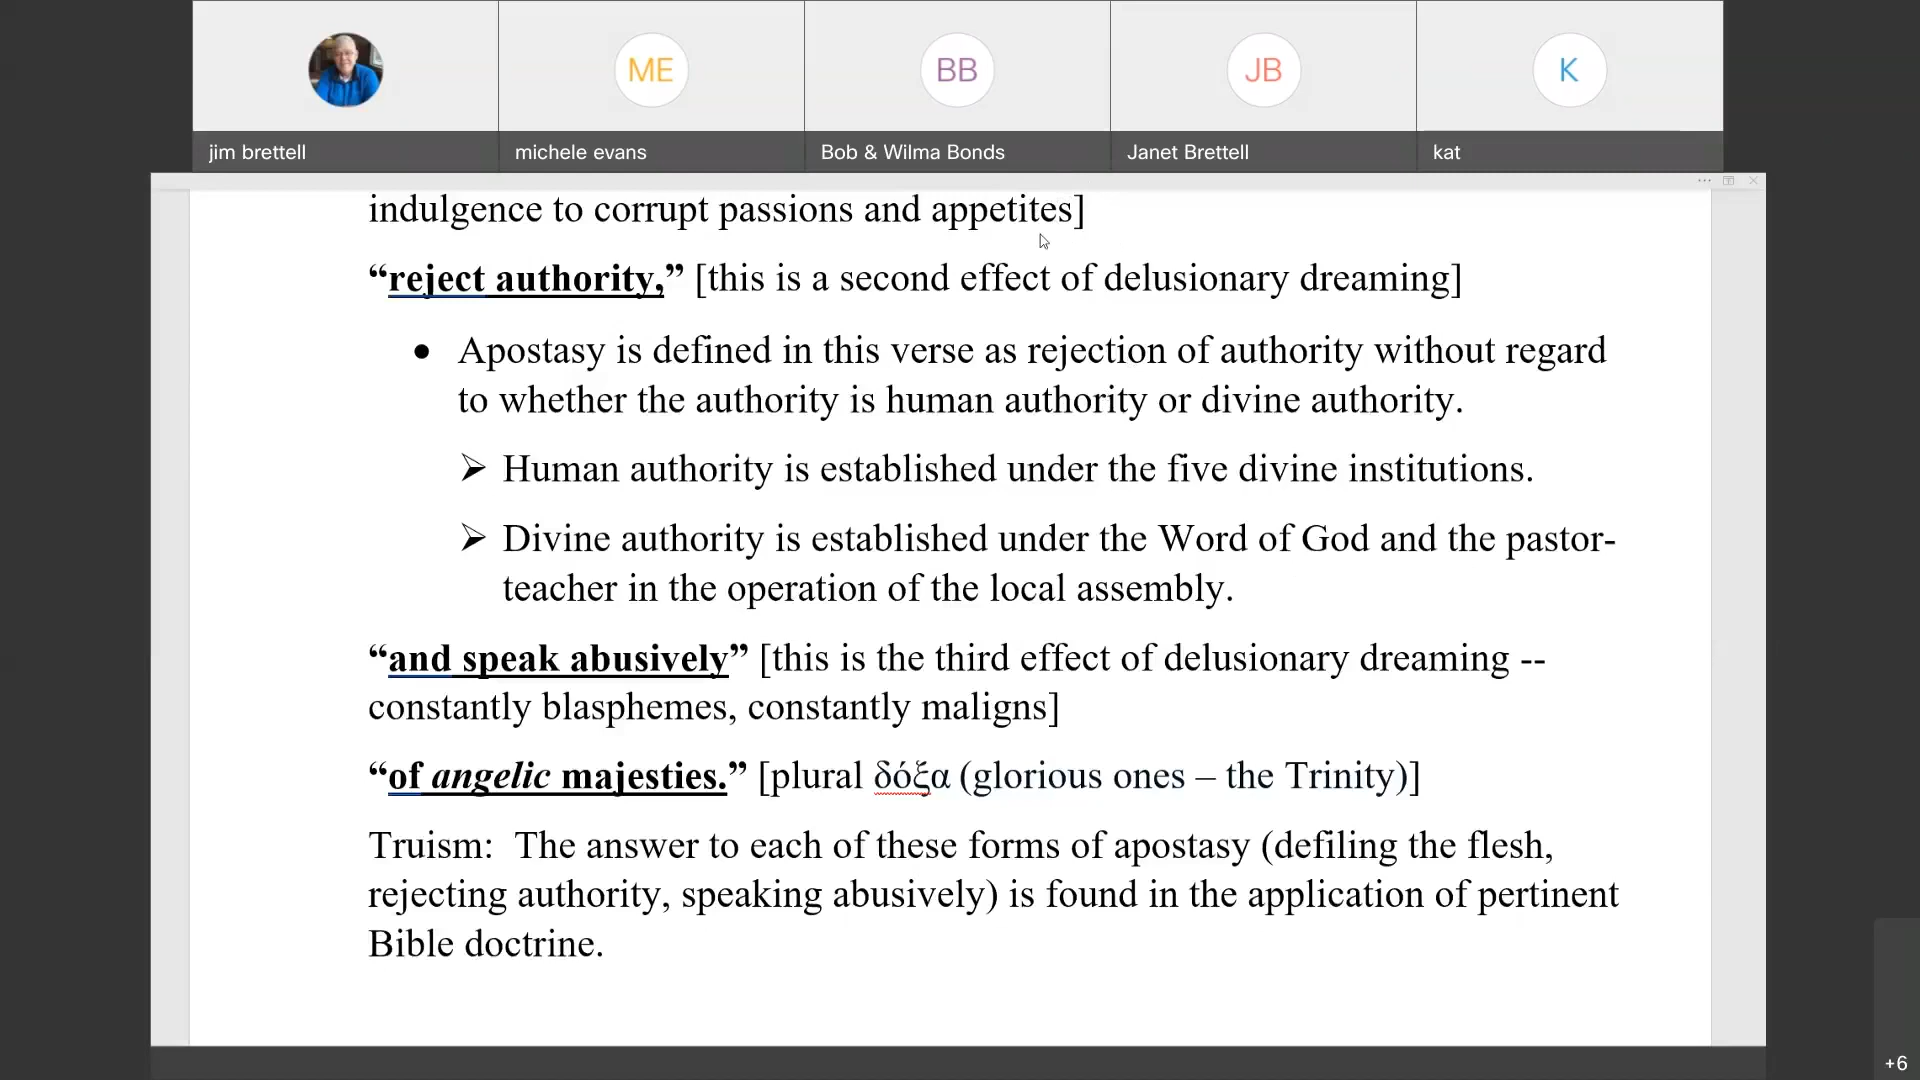 ME
BB
JB
K
jim brettell
michele evans
Bob & Wilma Bonds
Janet Brettell
kat
indulgence to corrupt passions and appetites]
“reject authority,” [this is a second effect of delusionary dreaming]
• Apostasy is defined in this verse as rejection of authority without regard
to whether the authority is human authority or divine authority.
➢ Human authority is established under the five divine institutions.
➢ Divine authority is established under the Word of God and the pastor-
teacher in the operation of the local assembly.
“and speak abusively” [this is the third effect of delusionary dreaming --
constantly blasphemes, constantly maligns]
“of angelic majesties.” [plural δόξα (glorious ones – the Trinity)]
Truism:  The answer to each of these forms of apostasy (defiling the flesh,
rejecting authority, speaking abusively) is found in the application of pertinent
Bible doctrine.
+6